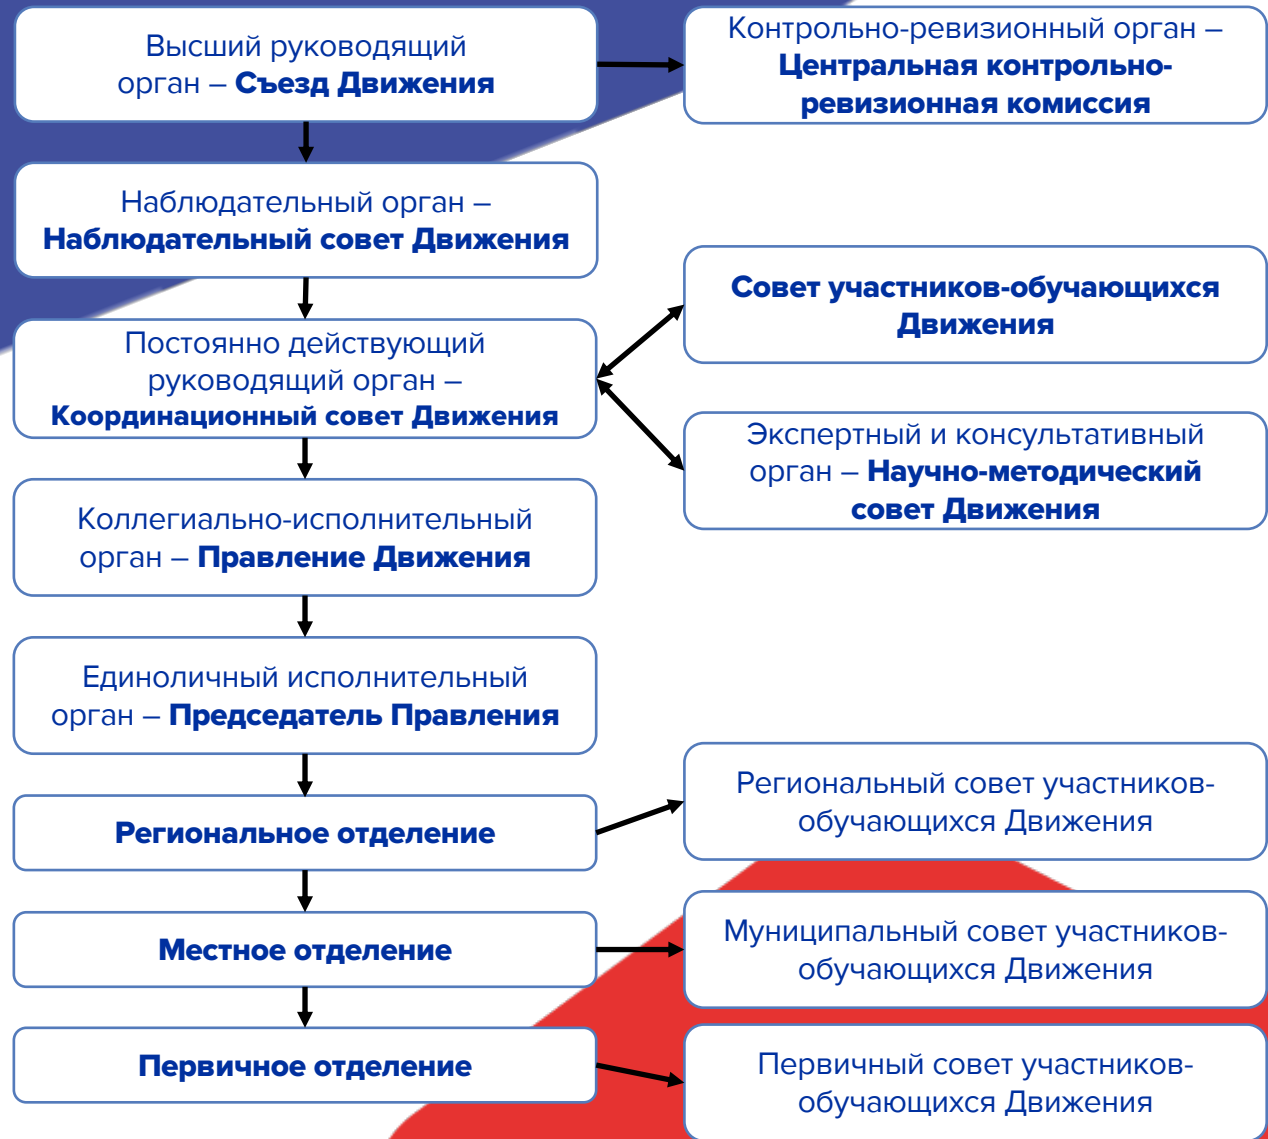 Высший руководящий
орган – Съезд Движения
Контрольно-ревизионный орган –
Центральная контрольно-
ревизионная комиссия
Наблюдательный орган –
Наблюдательный совет Движения
Постоянно действующий
руководящий орган –
Координационный совет Движения
Совет участников-обучающихся
Движения
Экспертный и консультативный
орган – Научно-методический
совет Движения
Коллегиально-исполнительный
орган – Правление Движения
Единоличный исполнительный
орган – Председатель Правления
Региональное отделение
Региональный совет участников-
обучающихся Движения
Местное отделение
Муниципальный совет участников-
обучающихся Движения
Первичное отделение
Первичный совет участников-
обучающихся Движения